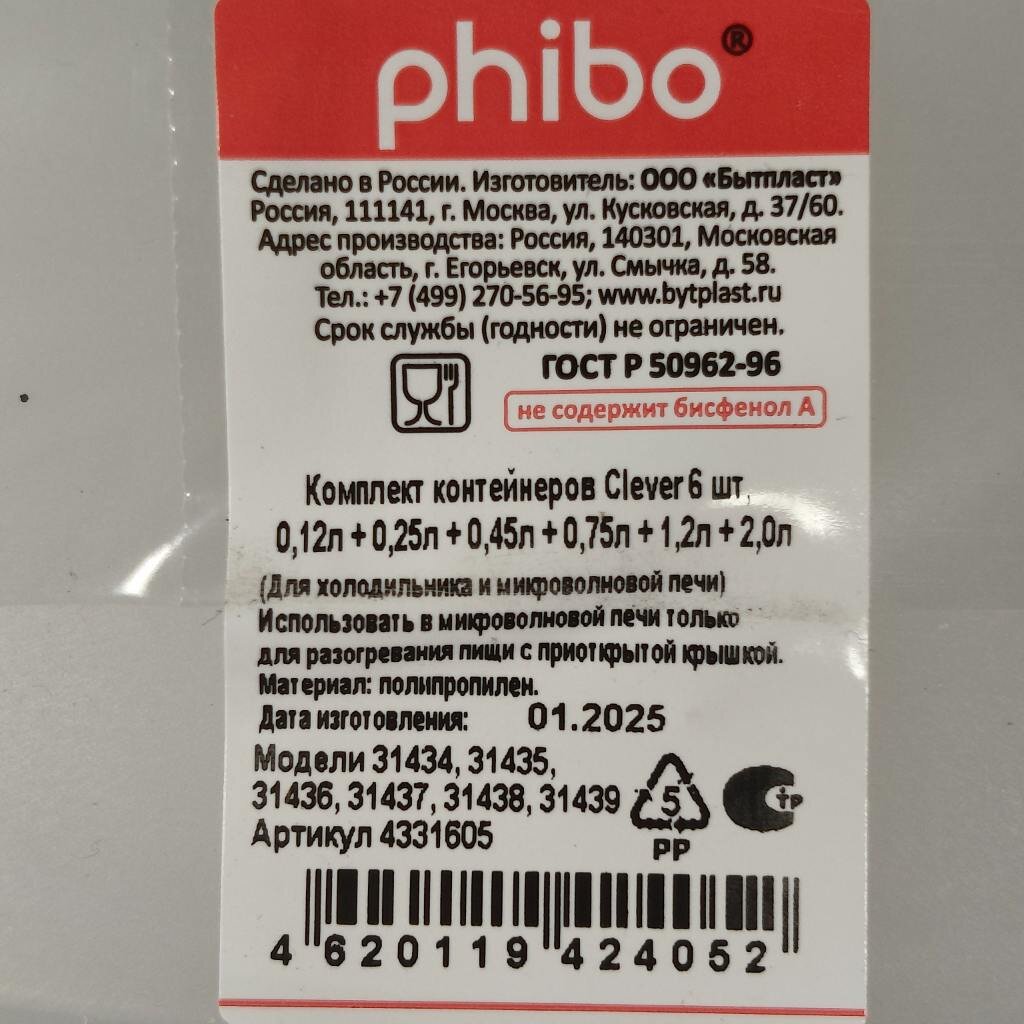 phibo®
Сделано в России. Изготовитель: ООО «Бытпласт»
Россия, 111141, г. Москва, ул. Кусковская, д. 37/60.
Адрес производства: Россия, 140301, Московская
область, г. Егорьевск, ул. Смычка, д. 58.
Тел.: +7 (499) 270-56-95; www.bytplast.ru
Срок службы (годности) не ограничен.
ГОСТ Р 50962-96
не содержит бисфенол А
Комплект контейнеров Clever 6 шт,
0,12л + 0,25л + 0,45л + 0,75л + 1,2л + 2,0л
(Для холодильника и микроволновой печи)
Использовать в микроволновой печи только
для разогревания пищи с приоткрытой крышкой.
Материал: полипропилен.
Дата изготовления: 01.2025
Модели 31434, 31435,
31436, 31437, 31438, 31439
Артикул 4331605
5
PP
тр
4 620119 424052